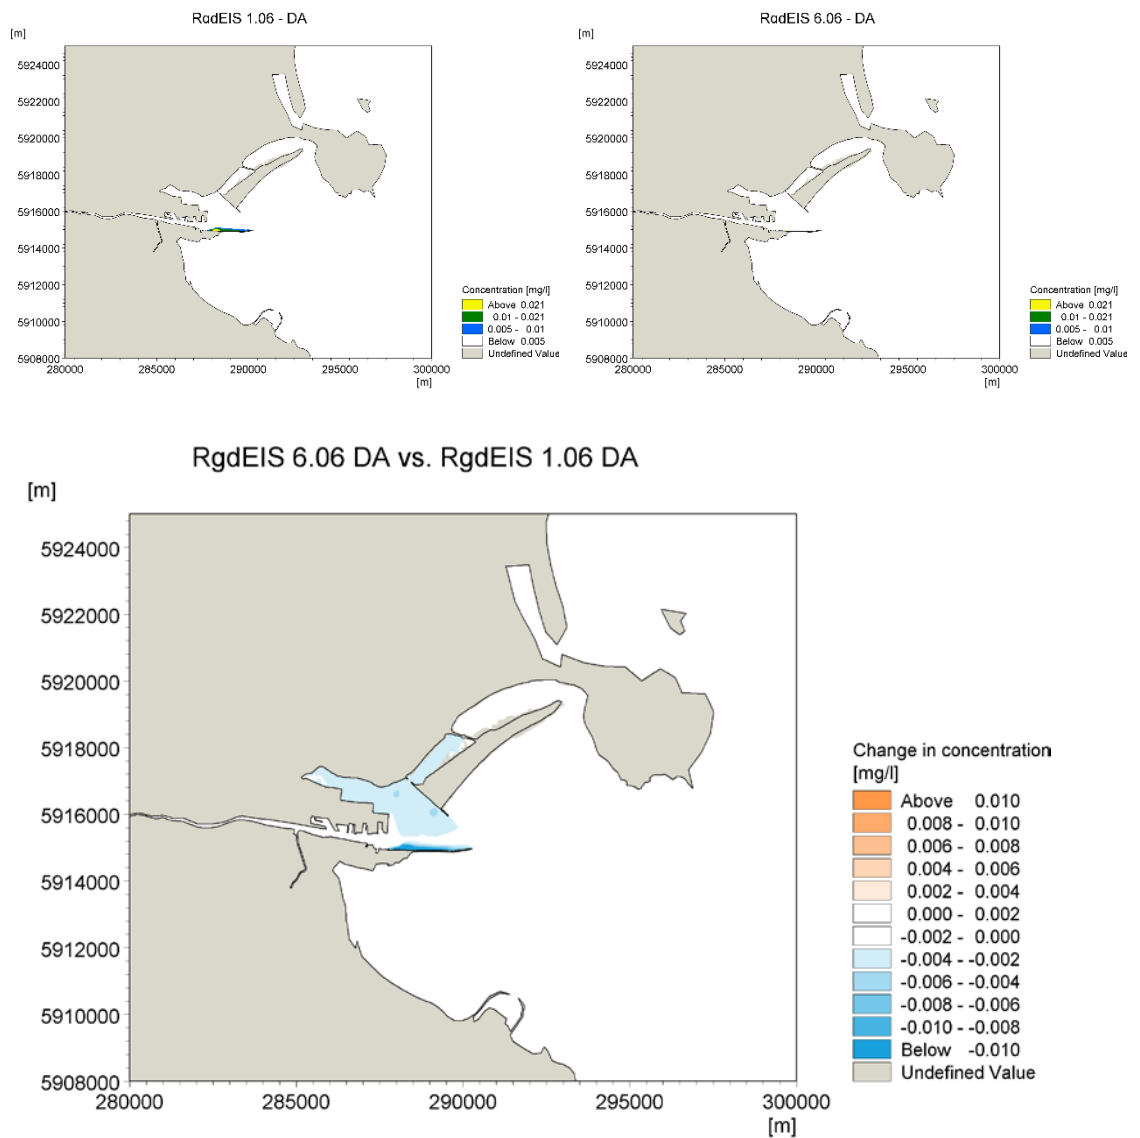 RgdEIS 1.06 - DA
[m]
5924000
5922000
5920000
5918000
5916000
5914000
5912000
5910000
5908000
280000 285000 290000 295000 300000
[m]
Concentration [mg/l]
Above 0.021
0.01 - 0.021
0.005 - 0.01
Below 0.005
Undefined Value
RgdEIS 6.06 - DA
[m]
5924000
5922000
5920000
5918000
5916000
5914000
5912000
5910000
5908000
280000 285000 290000 295000 300000
[m]
Concentration [mg/l]
Above 0.021
0.01 - 0.021
0.005 - 0.01
Below 0.005
Undefined Value
RgdEIS 6.06 DA vs. RgdEIS 1.06 DA
[m]
5924000
5922000
5920000
5918000
5916000
5914000
5912000
5910000
5908000
280000 285000 290000 295000 300000
[m]
Change in concentration
[mg/l]
Above 0.010
0.008 - 0.010
0.006 - 0.008
0.004 - 0.006
0.002 - 0.004
0.000 - 0.002
-0.002 - 0.000
-0.004 - -0.002
-0.006 - -0.004
-0.008 - -0.006
-0.010 - -0.008
Below -0.010
Undefined Value